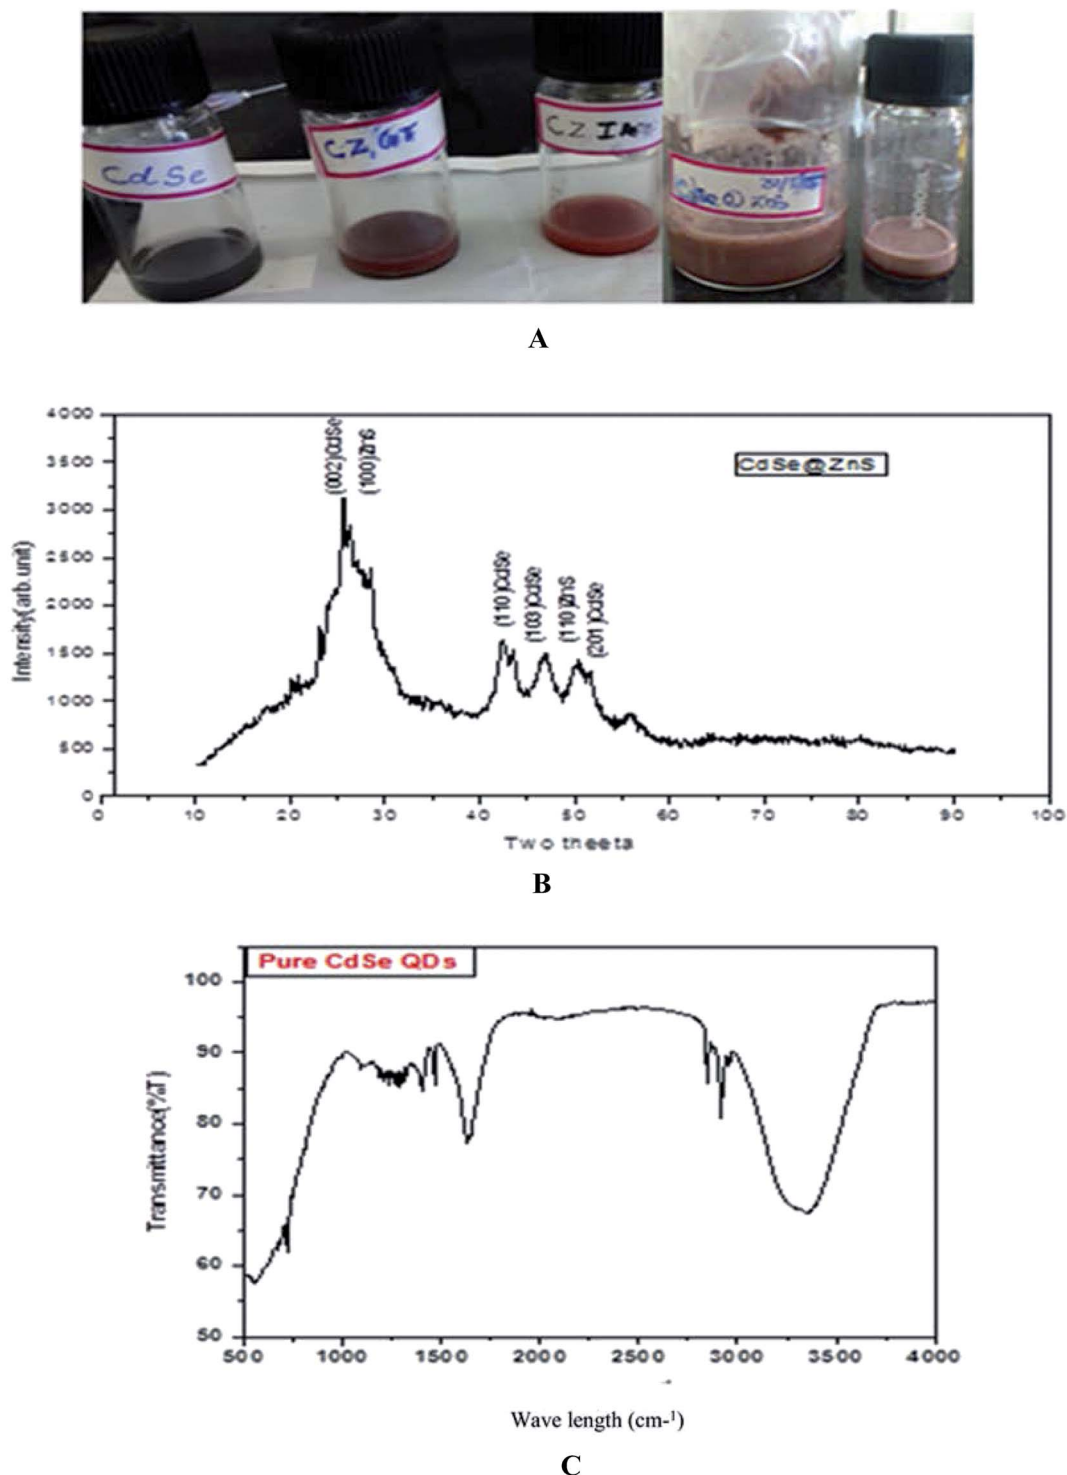 CdSe
CZ
CZ
ZnS
A
4000
3500
3000
2500
2000
1500
1000
500
0
Intensity(arb.unit)
(002)CdSe
(100)ZnS
(110)CdSe
(103)CdSe
(110)ZnS
(201)CdSe
CdSe@ZnS
0 10 20 30 40 50 60 70 80 90 100
Two theeta
B
Pure CdSe QDs
100
90
80
70
60
50
Transmittance(%T)
500 1000 1500 2000 2500 3000 3500 4000
Wave length (cm-1)
C